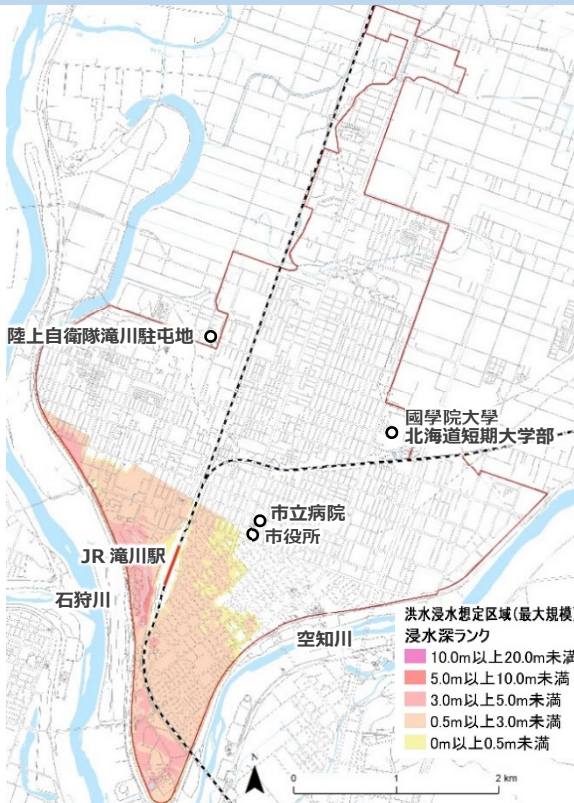 陸上自衛隊滝川駐屯地
國學院大學
北海道短期大学部
市立病院
市役所
JR 滝川駅
石狩川
空知川
洪水浸水想定区域(最大規模)
浸水深ランク
10.0m以上20.0m未満
5.0m以上10.0m未満
3.0m以上5.0m未満
0.5m以上3.0m未満
0m以上0.5m未満
N
0 1 2 km